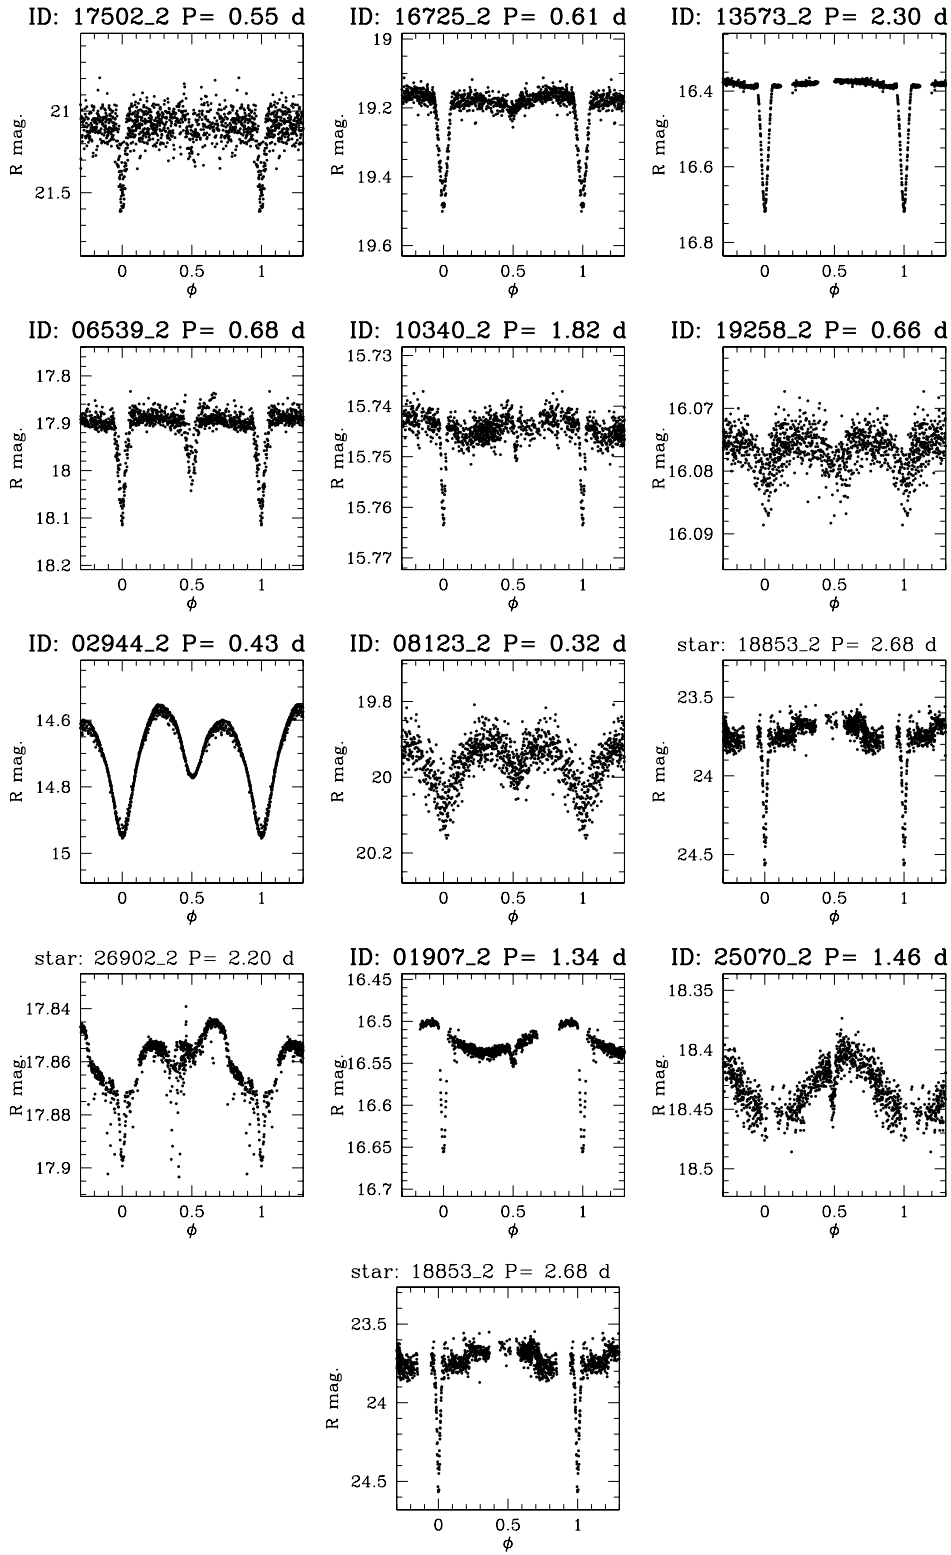 ID: 17502_2 P= 0.55 d
ID: 16725_2 P= 0.61 d
ID: 13573_2 P= 2.30 d
R mag.
21
21.5
0
0.5
1
ϕ
R mag.
19
19.2
19.4
19.6
0
0.5
1
ϕ
R mag.
16.4
16.6
16.8
0
0.5
1
ϕ
ID: 06539_2 P= 0.68 d
ID: 10340_2 P= 1.82 d
ID: 19258_2 P= 0.66 d
R mag.
17.8
17.9
18
18.1
18.2
0
0.5
1
ϕ
R mag.
15.73
15.74
15.75
15.76
15.77
0
0.5
1
ϕ
R mag.
16.07
16.08
16.09
0
0.5
1
ϕ
ID: 02944_2 P= 0.43 d
ID: 08123_2 P= 0.32 d
star: 18853_2 P= 2.68 d
R mag.
14.6
14.8
15
0
0.5
1
ϕ
R mag.
19.8
20
20.2
0
0.5
1
ϕ
R mag.
23.5
24
24.5
0
0.5
1
ϕ
star: 26902_2 P= 2.20 d
ID: 01907_2 P= 1.34 d
ID: 25070_2 P= 1.46 d
R mag.
17.84
17.86
17.88
17.9
0
0.5
1
ϕ
R mag.
16.45
16.5
16.55
16.6
16.65
16.7
0
0.5
1
ϕ
R mag.
18.35
18.4
18.45
18.5
0
0.5
1
ϕ
star: 18853_2 P= 2.68 d
R mag.
23.5
24
24.5
0
0.5
1
ϕ